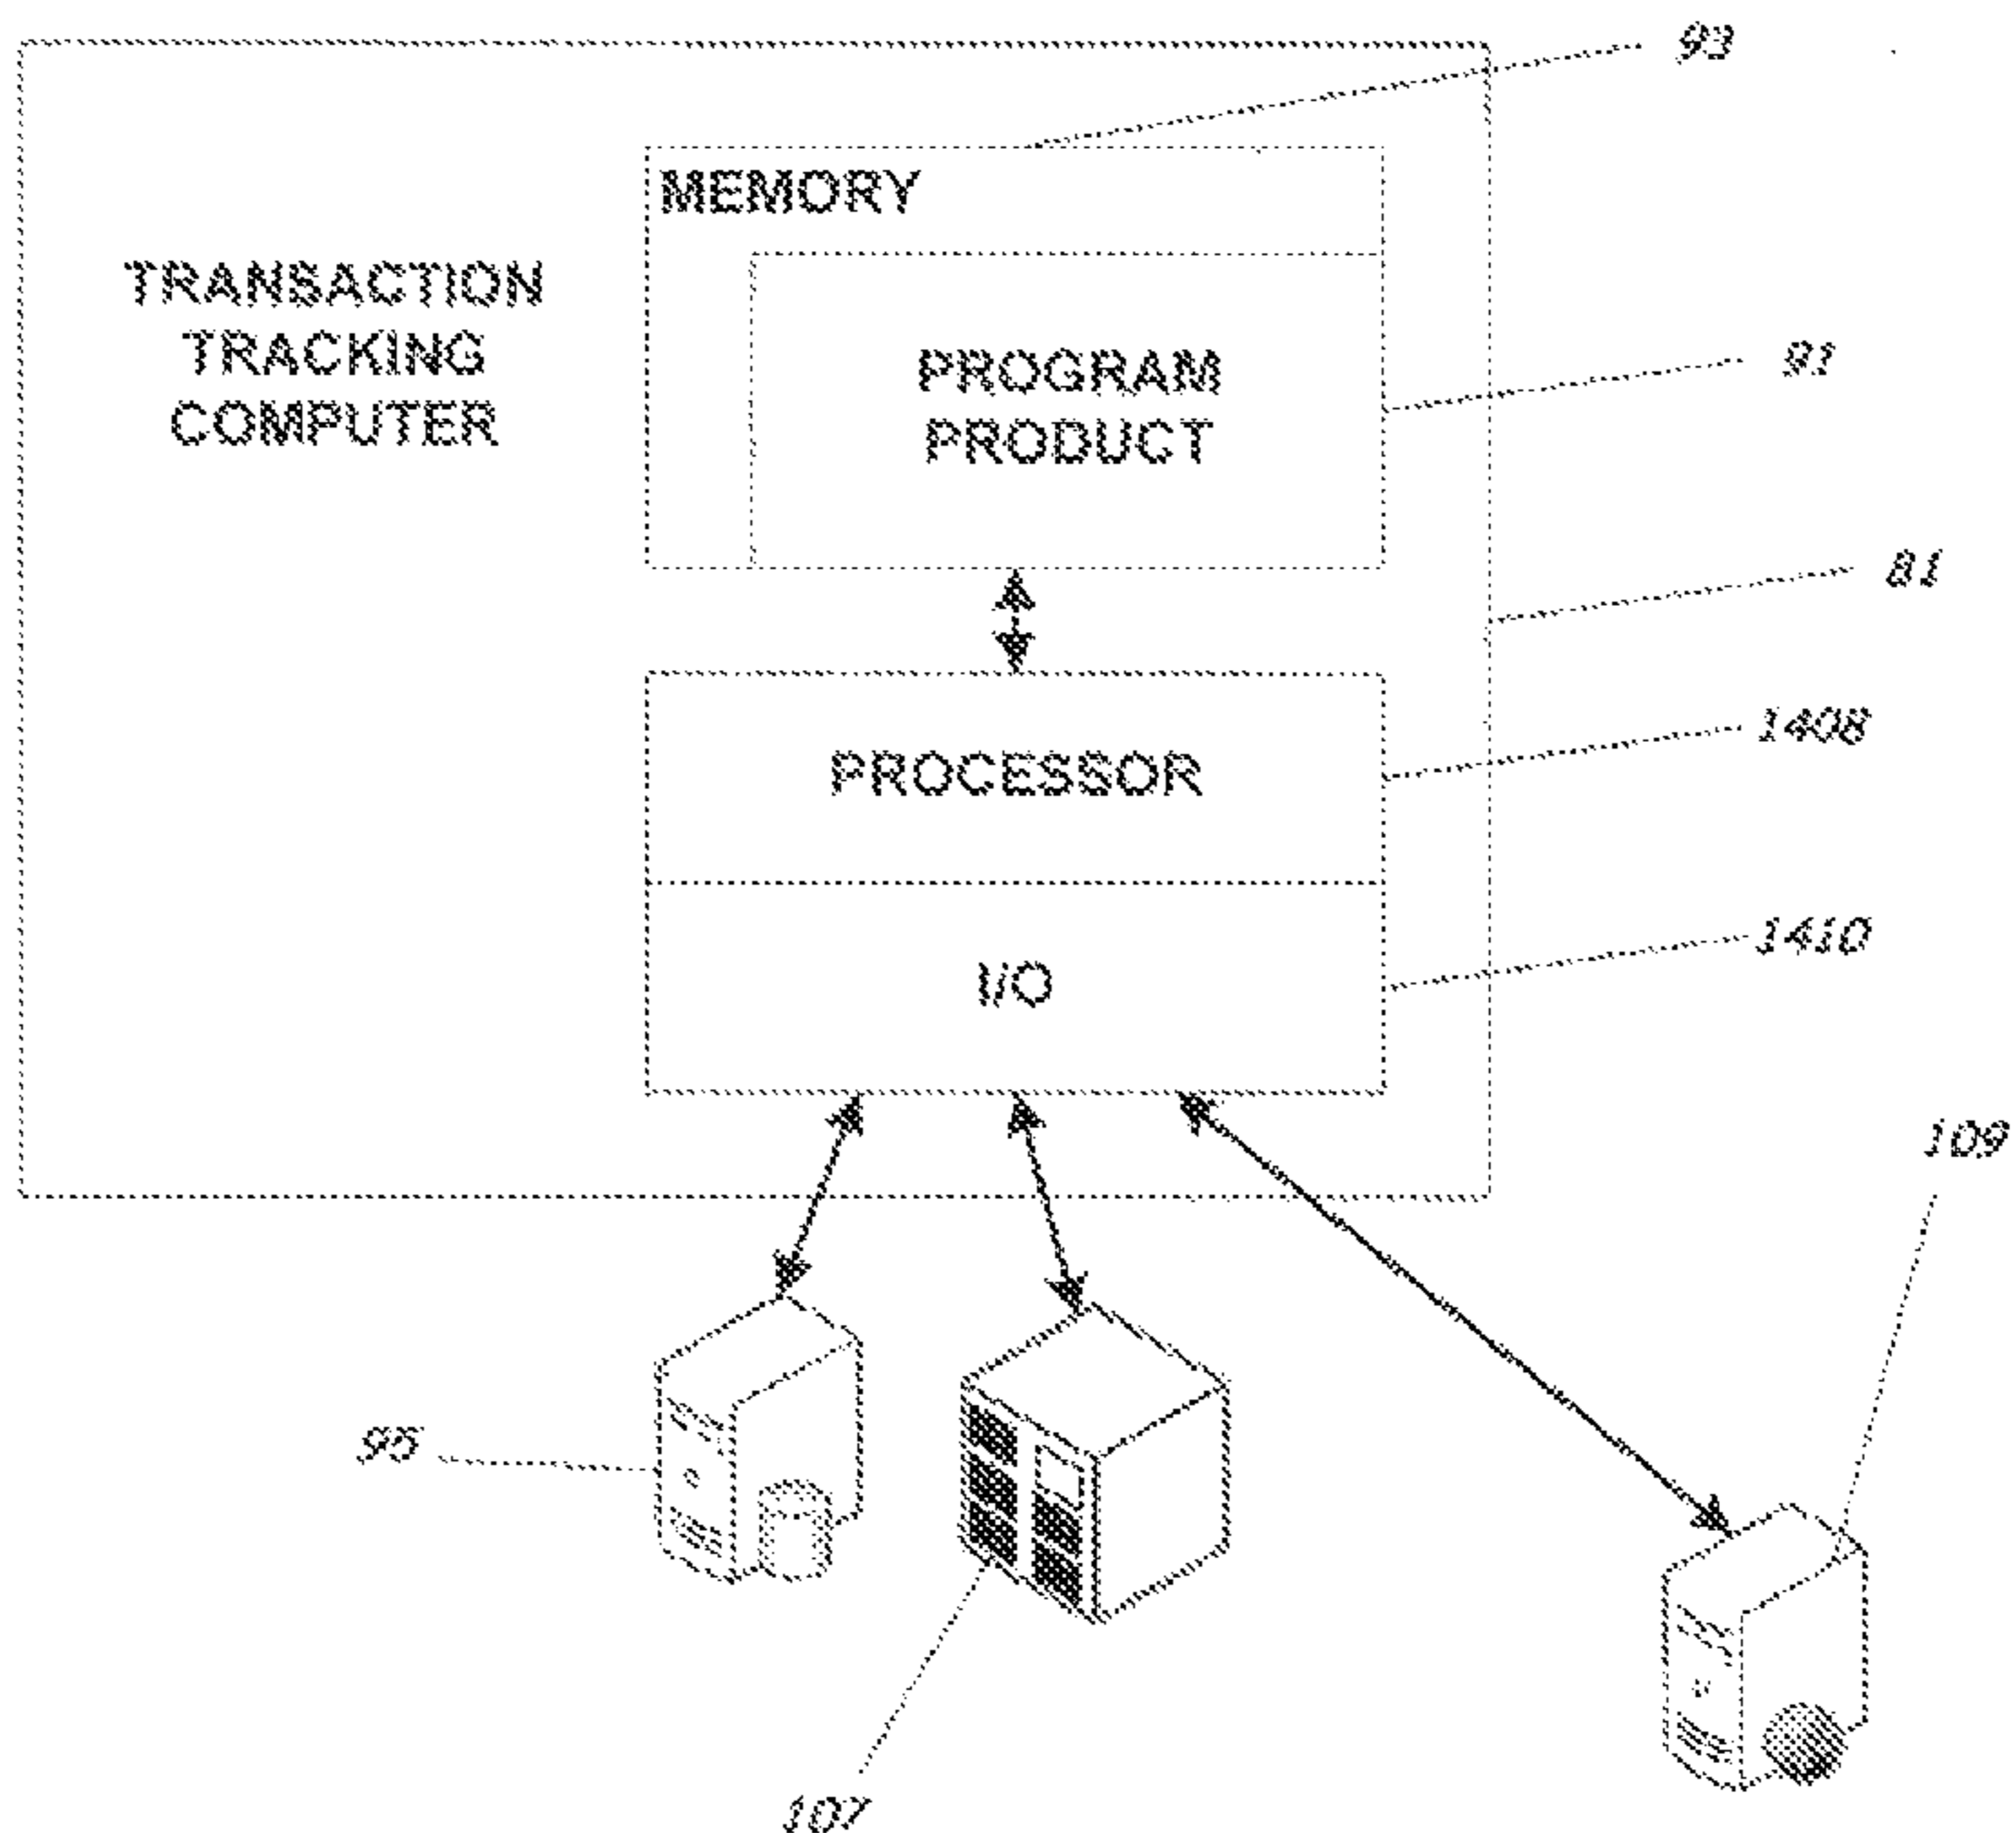 93
MEMORY
TRANSACTION
TRACKING
COMPUTER
PROGRAM
PRODUCT
91
81
PROCESSOR
1408
I/O
1410
109
95
107